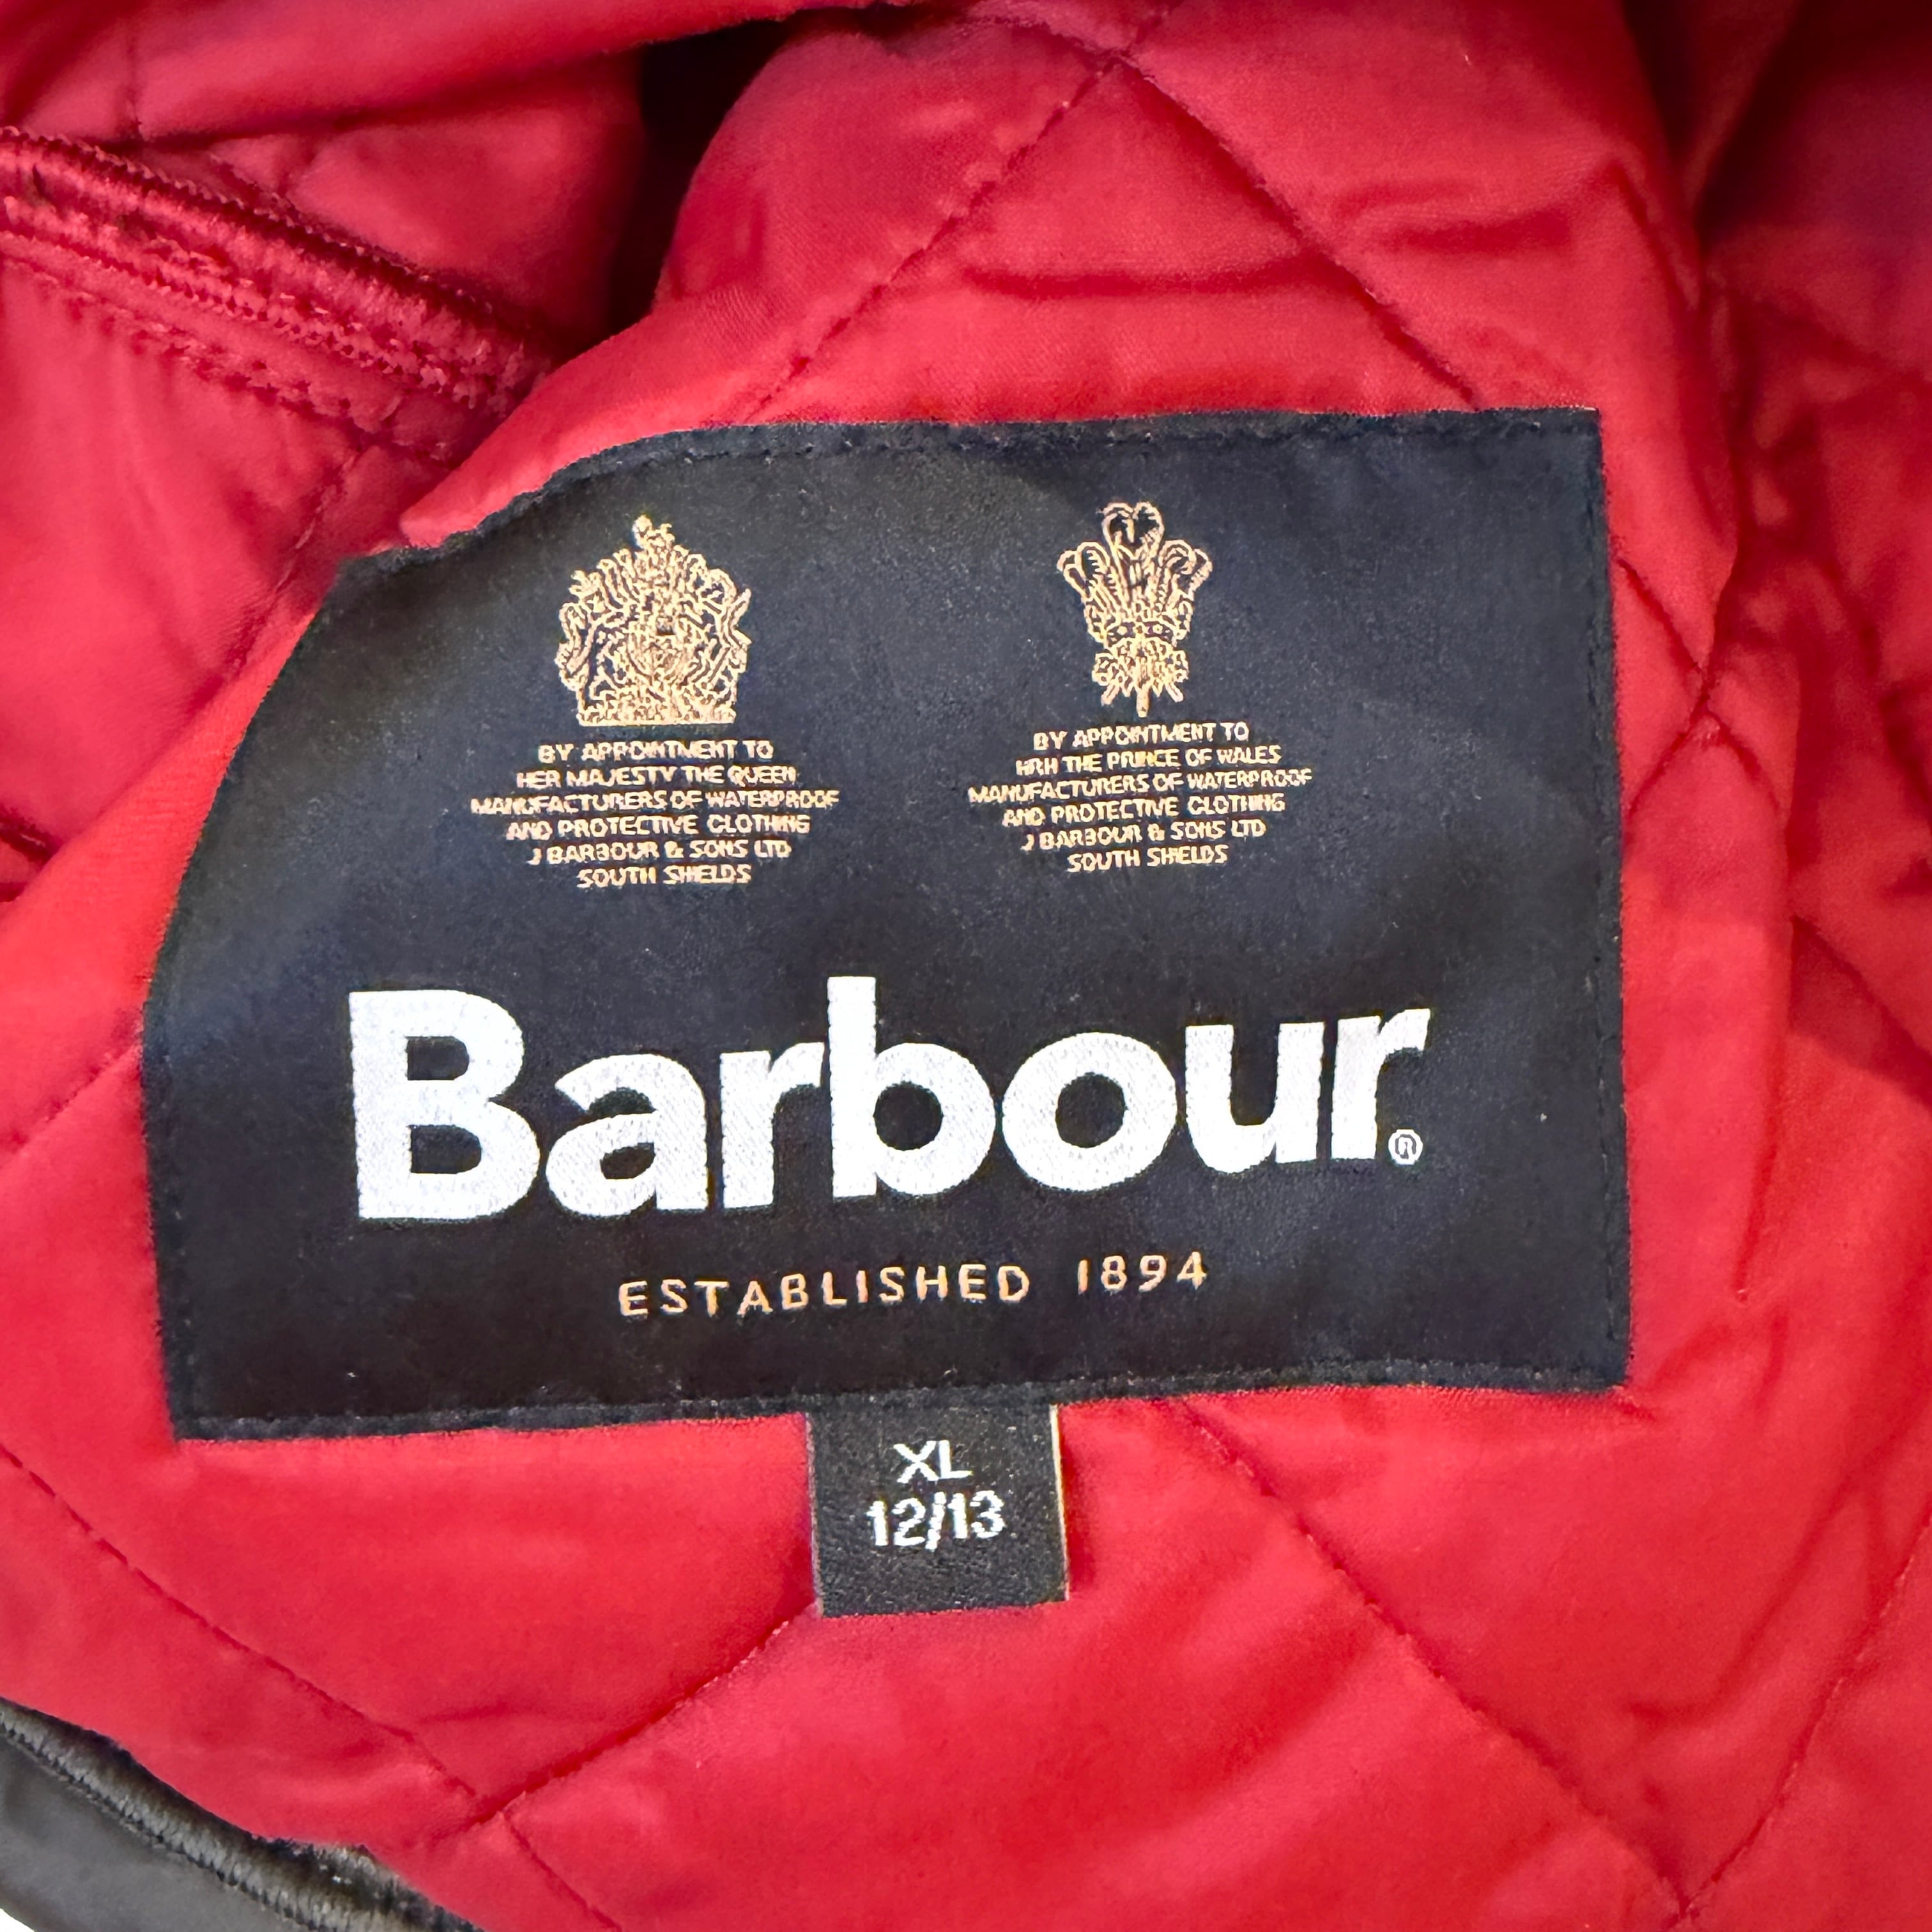 BY APPOINTMENT TO
HER MAJESTY THE QUEEN
MANUFACTURERS OF WATERPROOF
AND PROTECTIVE CLOTHING
J BARBOUR & SONS LTD
SOUTH SHIELDS
BY APPOINTMENT TO
HRH THE PRINCE OF WALES
MANUFACTURERS OF WATERPROOF
AND PROTECTIVE CLOTHING
J BARBOUR & SONS LTD
SOUTH SHIELDS
Barbour®
ESTABLISHED 1894
XL
12/13